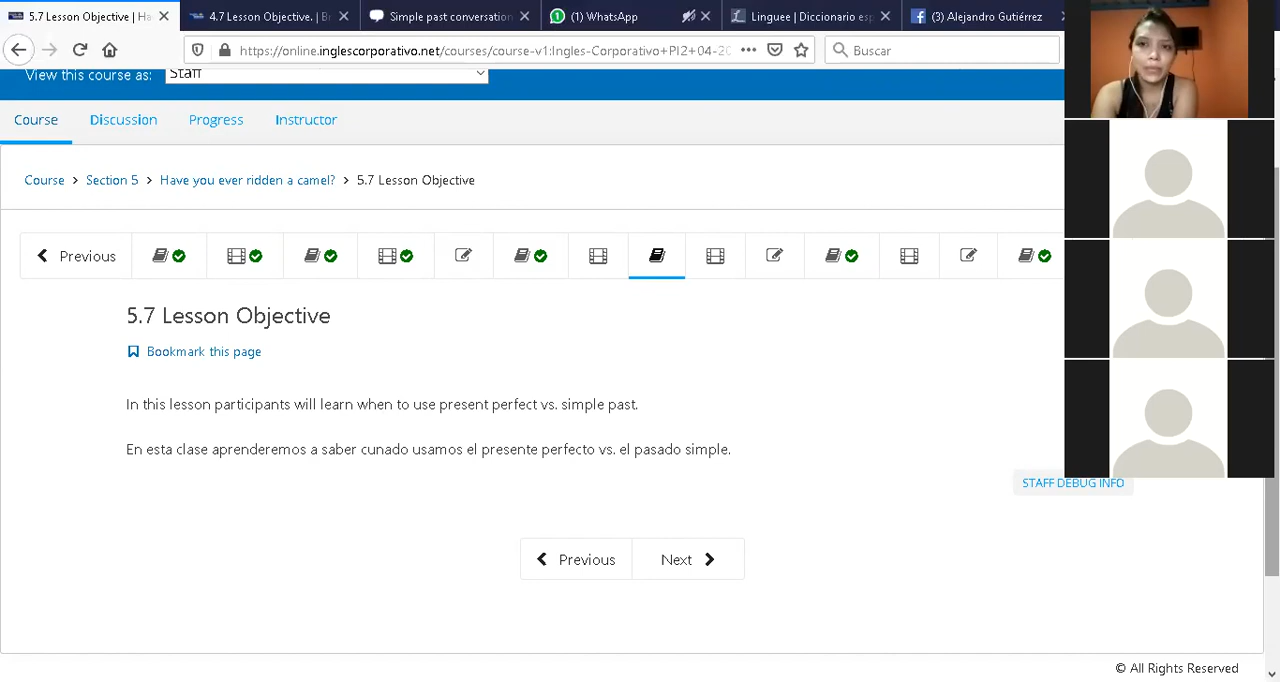 5.7 Lesson Objective | Ha
4.7 Lesson Objective. | Br
Simple past conversation
(1) WhatsApp
Linguee | Diccionario esp
(3) Alejandro Gutiérrez
https://online.inglescorporativo.net/courses/course-v1:Ingles-Corporativo+PI2+04-20
Buscar
View this course as:
Staff
Course
Discussion
Progress
Instructor
Course > Section 5 > Have you ever ridden a camel? > 5.7 Lesson Objective
Previous
5.7 Lesson Objective
Bookmark this page
In this lesson participants will learn when to use present perfect vs. simple past.
En esta clase aprenderemos a saber cunado usamos el presente perfecto vs. el pasado simple.
STAFF DEBUG INFO
Previous
Next
© All Rights Reserved